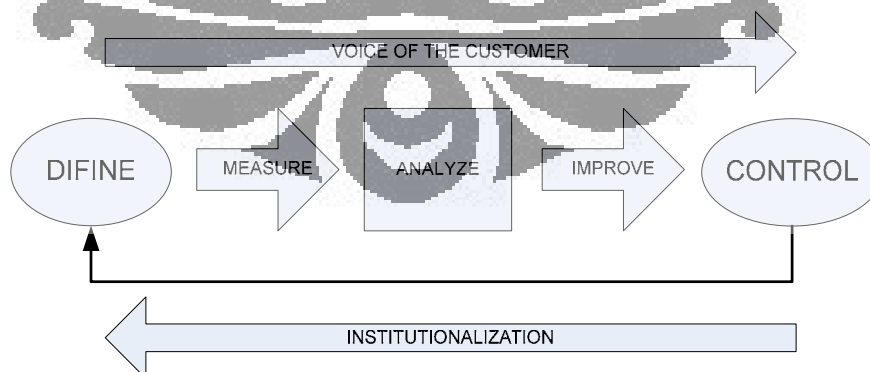 VOICE OF THE CUSTOMER
DIFINE
MEASURE
ANALYZE
IMPROVE
CONTROL
INSTITUTIONALIZATION